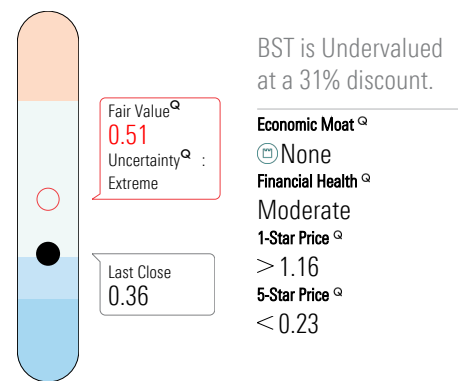 Fair Value Q
0.51
Uncertainty Q :
Extreme
Last Close
0.36
BST is Undervalued
at a 31% discount.
Economic Moat Q
None
Financial Health Q
Moderate
1-Star Price Q
>1.16
5-Star Price Q
<0.23